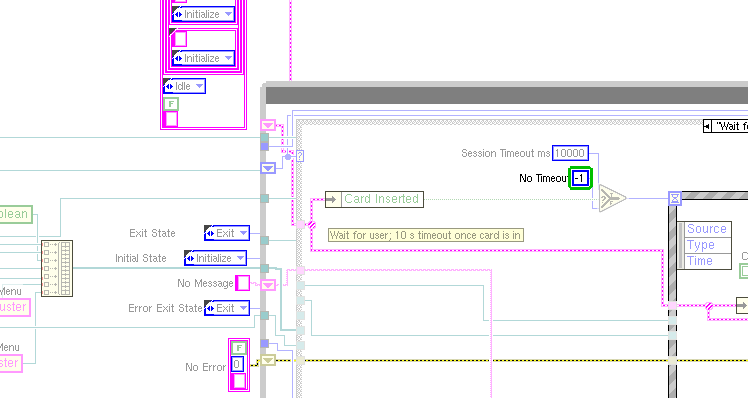 Initialize
Initialize
Idle
F
"Wait fo
?
Session Timeout ms 10000
No Timeout -1
?
Card Inserted
olean
Source
Exit State Exit
Wait for user; 10 s timeout once card is in
Type
Initial State Initialize
Time
No Message
Menu
uster
Error Exit State Exit
Menu
F
ster
No Error 0